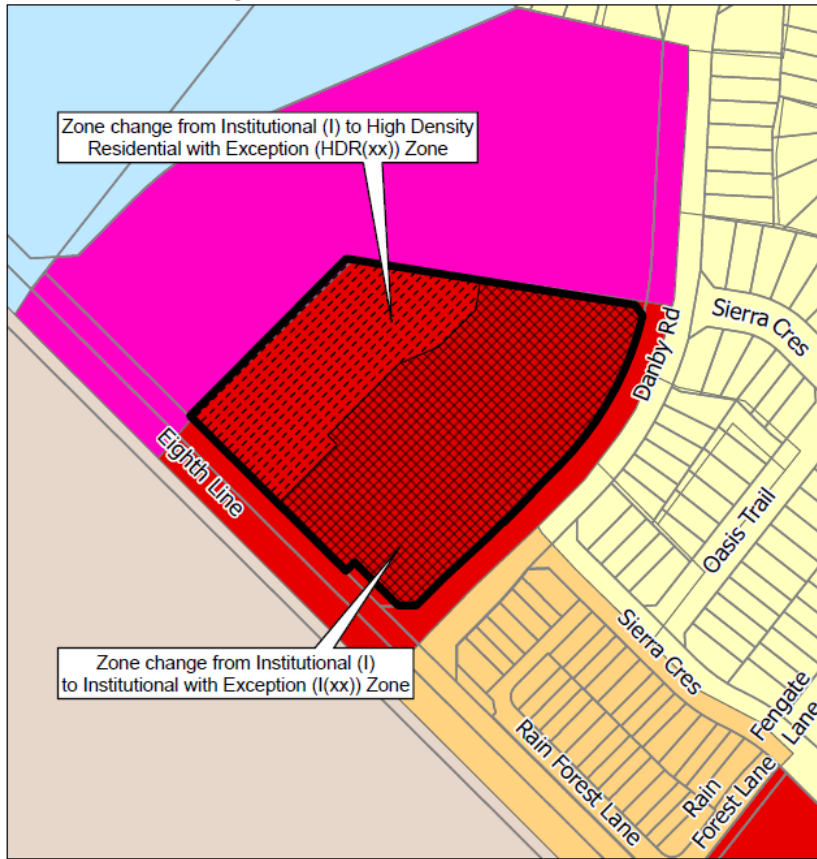 Zone change from Institutional (I) to High Density
Residential with Exception (HDR(xx)) Zone
Sierra Cres
Danby Rd
Eighth Line
Oasis Trail
Zone change from Institutional (I)
to Institutional with Exception (I(xx)) Zone
Sierra Cres
Fengate
Lane
Rain Forest Lane
Rain
Forest Lane